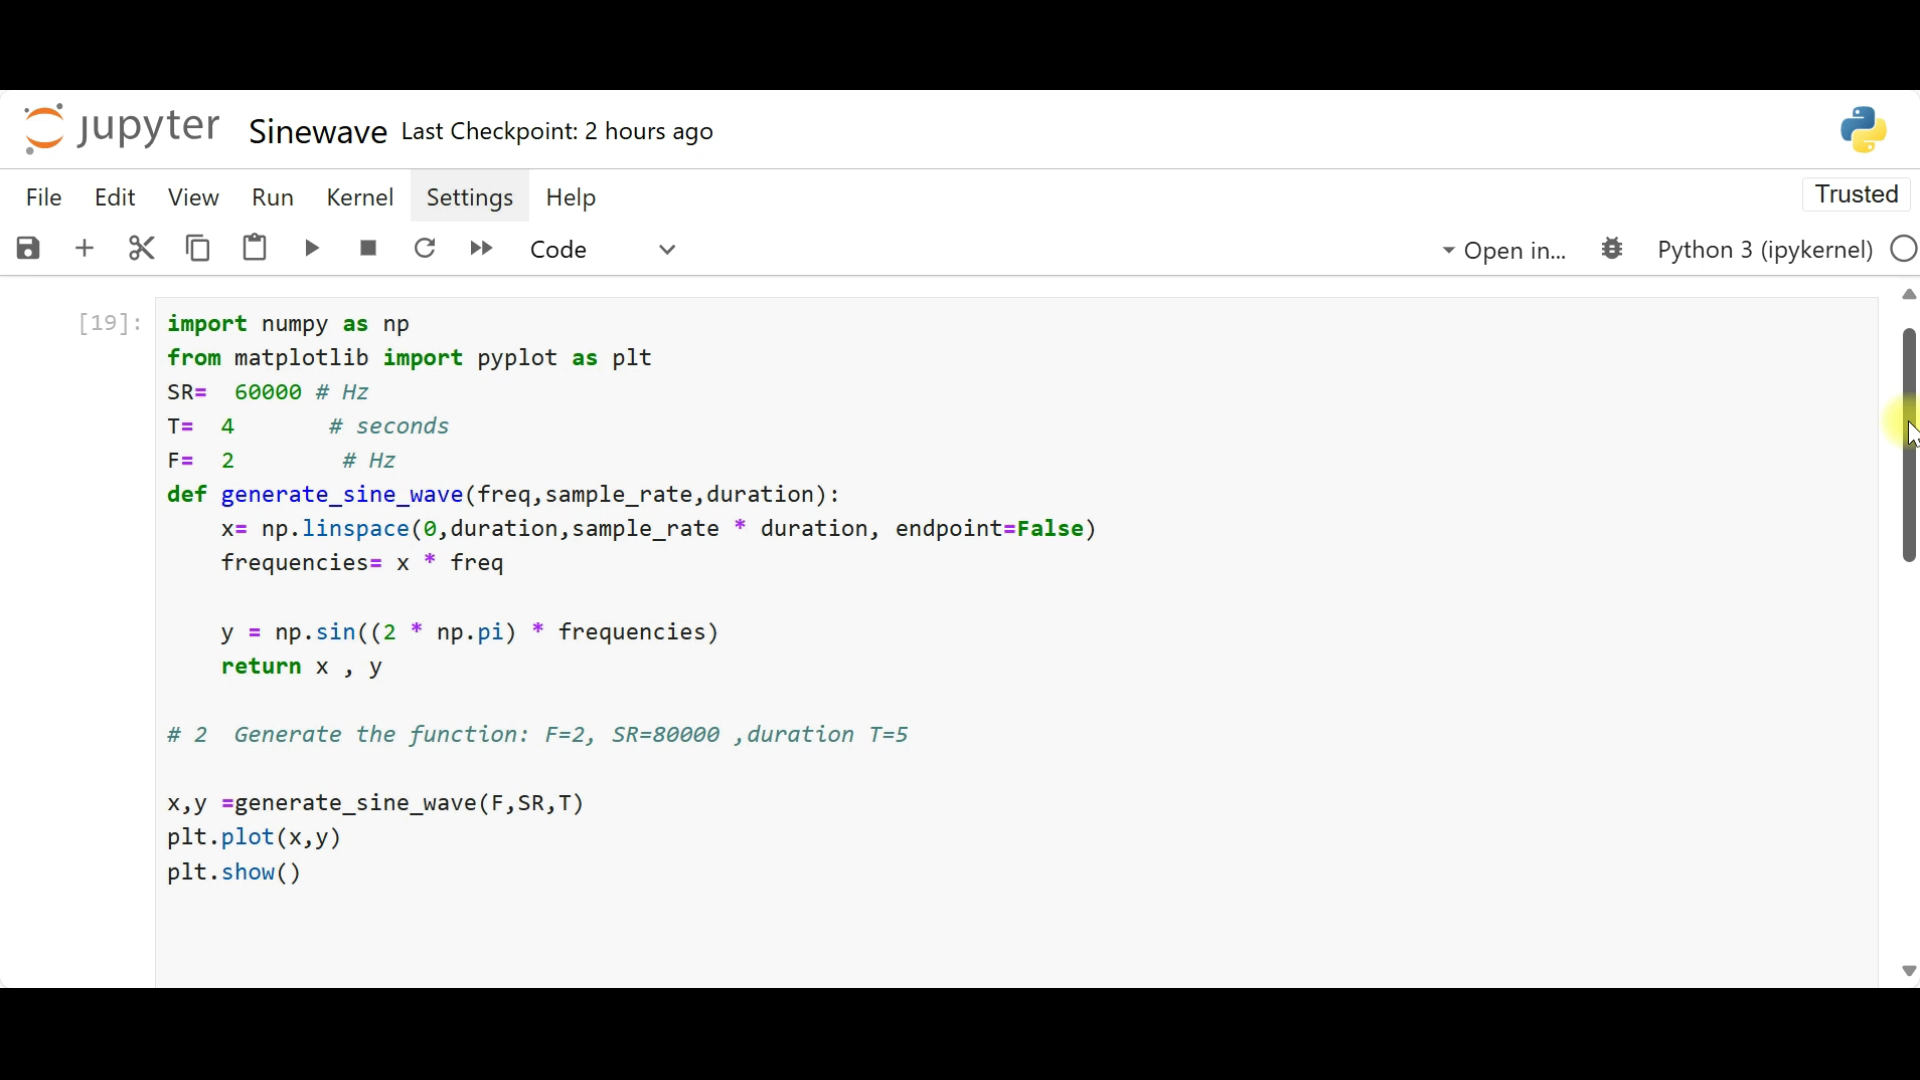 jupyter Sinewave Last Checkpoint: 2 hours ago
File Edit View Run Kernel Settings Help Trusted
Code Open in... Python 3 (ipykernel)
[19]: import numpy as np
from matplotlib import pyplot as plt
SR=  60000 # Hz
T=  4       # seconds
F=  2        # Hz
def generate_sine_wave(freq,sample_rate,duration):
    x= np.linspace(0,duration,sample_rate * duration, endpoint=False)
    frequencies= x * freq
    y = np.sin((2 * np.pi) * frequencies)
    return x , y
# 2  Generate the function: F=2, SR=80000 ,duration T=5
x,y =generate_sine_wave(F,SR,T)
plt.plot(x,y)
plt.show()